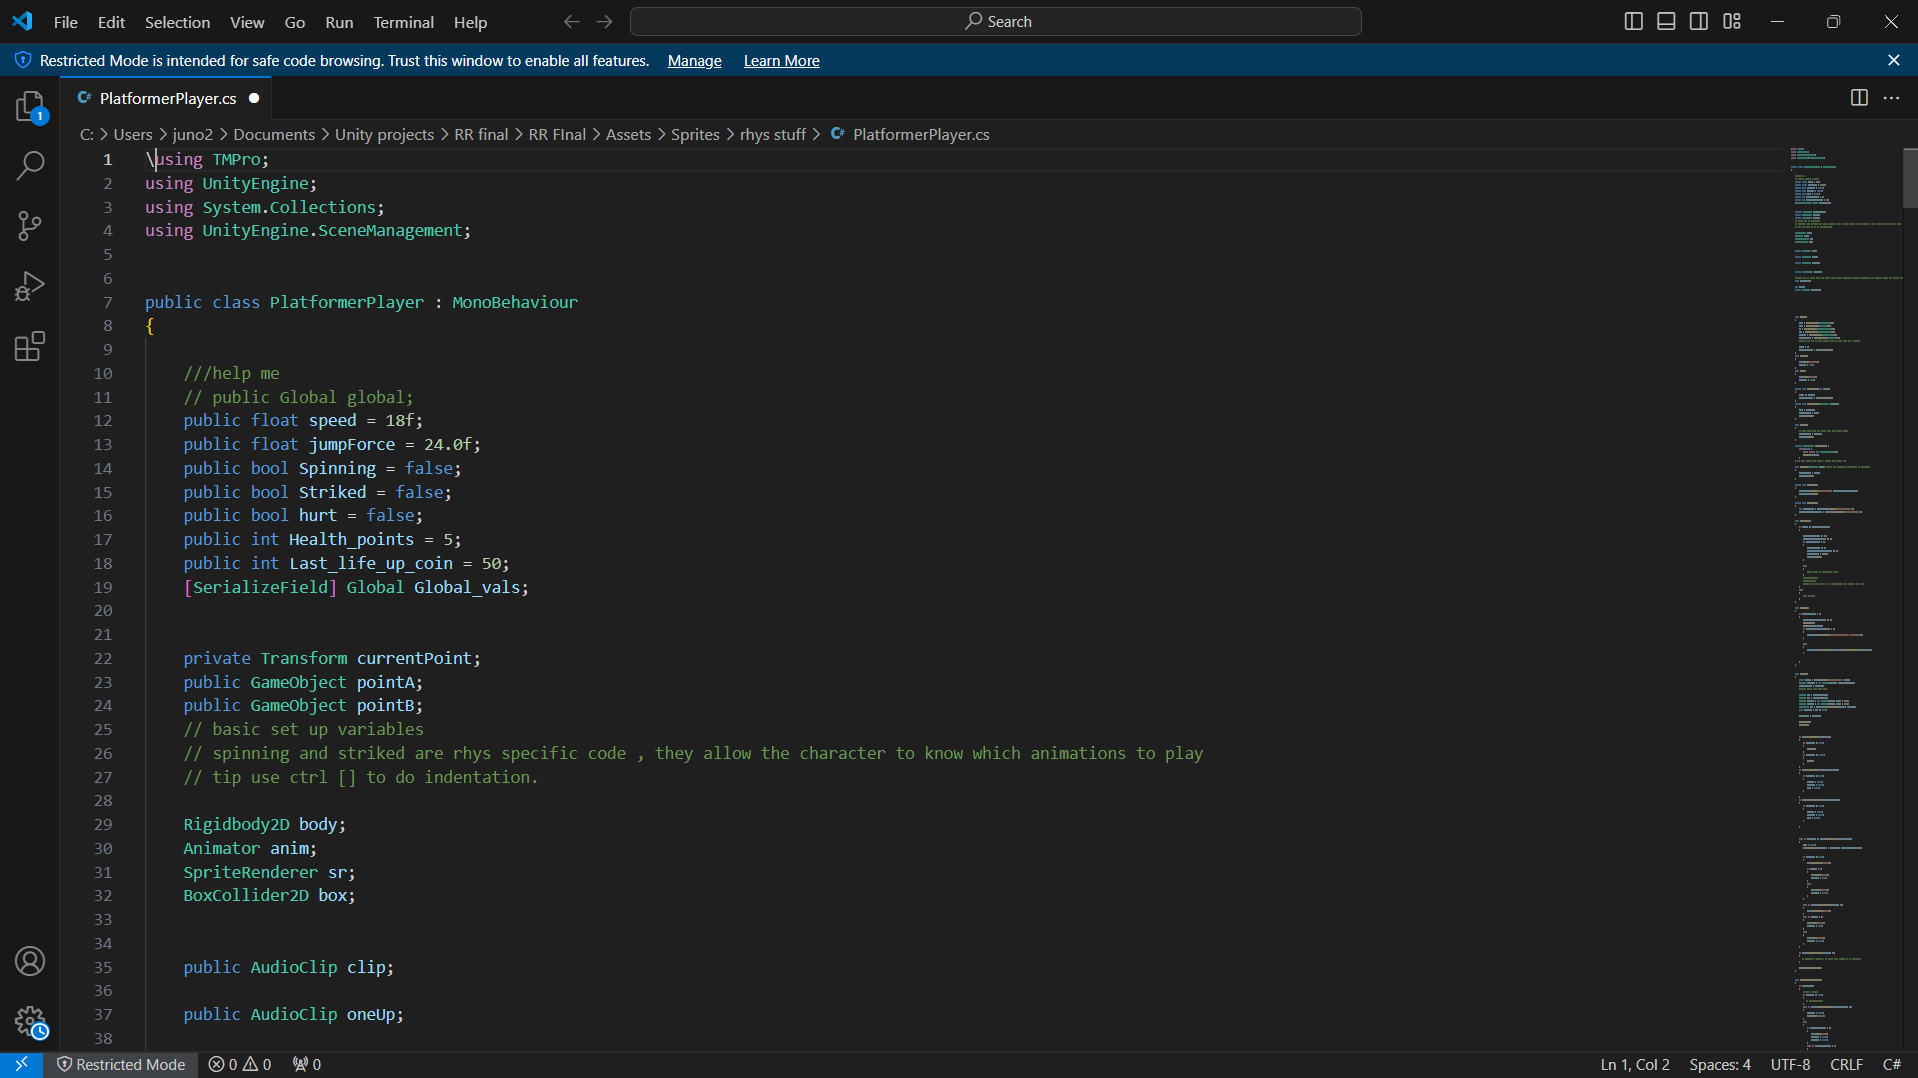 File Edit Selection View Go Run Terminal Help Search
Restricted Mode is intended for safe code browsing. Trust this window to enable all features. Manage Learn More
PlatformerPlayer.cs
C: > Users > juno2 > Documents > Unity projects > RR final > RR FInal > Assets > Sprites > rhys stuff > PlatformerPlayer.cs
1 \using TMPro;
2 using UnityEngine;
3 using System.Collections;
4 using UnityEngine.SceneManagement;
5
6
7 public class PlatformerPlayer : MonoBehaviour
8 {
9
10 ///help me
11 // public Global global;
12 public float speed = 18f;
13 public float jumpForce = 24.0f;
14 public bool Spinning = false;
15 public bool Striked = false;
16 public bool hurt = false;
17 public int Health_points = 5;
18 public int Last_life_up_coin = 50;
19 [SerializeField] Global Global_vals;
20
21
22 private Transform currentPoint;
23 public GameObject pointA;
24 public GameObject pointB;
25 // basic set up variables
26 // spinning and striked are rhys specific code , they allow the character to know which animations to play
27 // tip use ctrl [] to do indentation.
28
29 Rigidbody2D body;
30 Animator anim;
31 SpriteRenderer sr;
32 BoxCollider2D box;
33
34
35 public AudioClip clip;
36
37 public AudioClip oneUp;
38
1
Restricted Mode 0 0 0 Ln 1, Col 2 Spaces: 4 UTF-8 CRLF C#